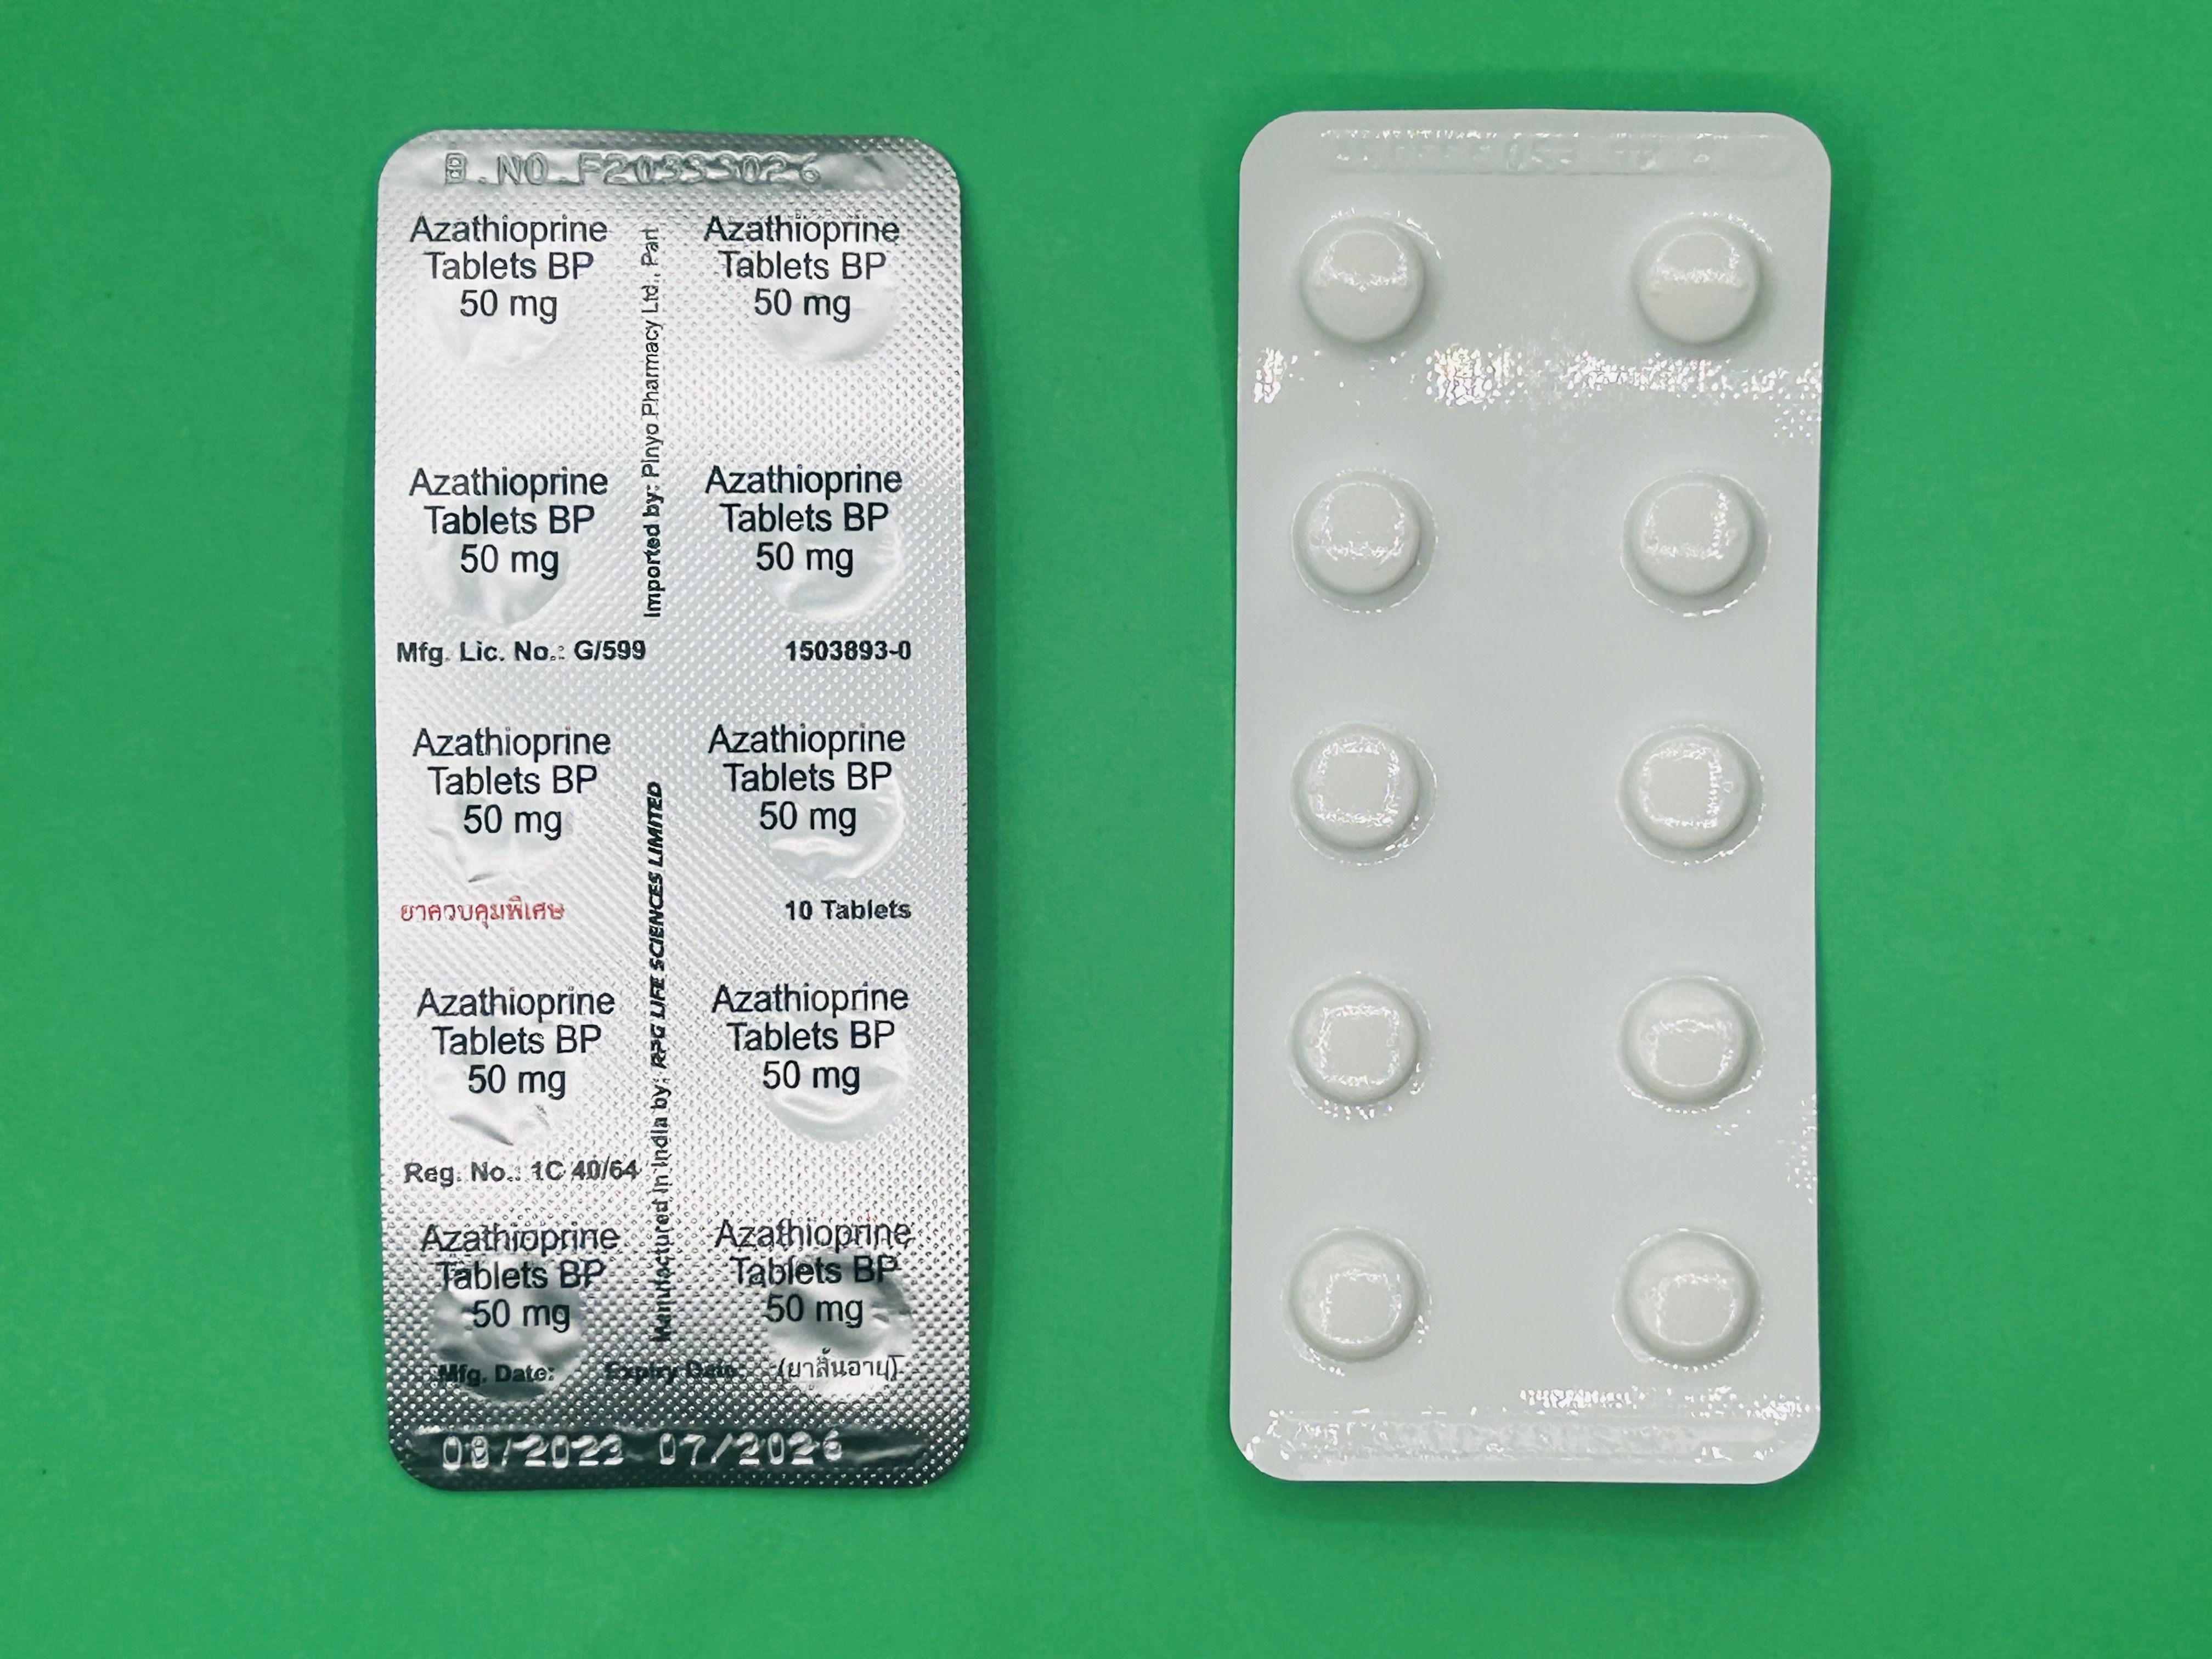 B.NO.F20333026
Azathioprine
Tablets BP
50 mg
Azathioprine
Tablets BP
50 mg
Imported by: Pinyo Pharmacy Ltd., Part
Azathioprine
Tablets BP
50 mg
Azathioprine
Tablets BP
50 mg
Mfg. Lic. No.: G/599
1503893-0
Azathioprine
Tablets BP
50 mg
Azathioprine
Tablets BP
50 mg
ยาควบคุมพิเศษ
10 Tablets
Manufactured in India by: RPG LIFE SCIENCES LIMITED
Azathioprine
Tablets BP
50 mg
Azathioprine
Tablets BP
50 mg
Reg. No.: 1C 40/64
Azathioprine
Tablets BP
50 mg
Azathioprine
Tablets BP
50 mg
Mfg. Date: Expiry Date: (ยาสิ้นอายุ)
08/2023 07/2026